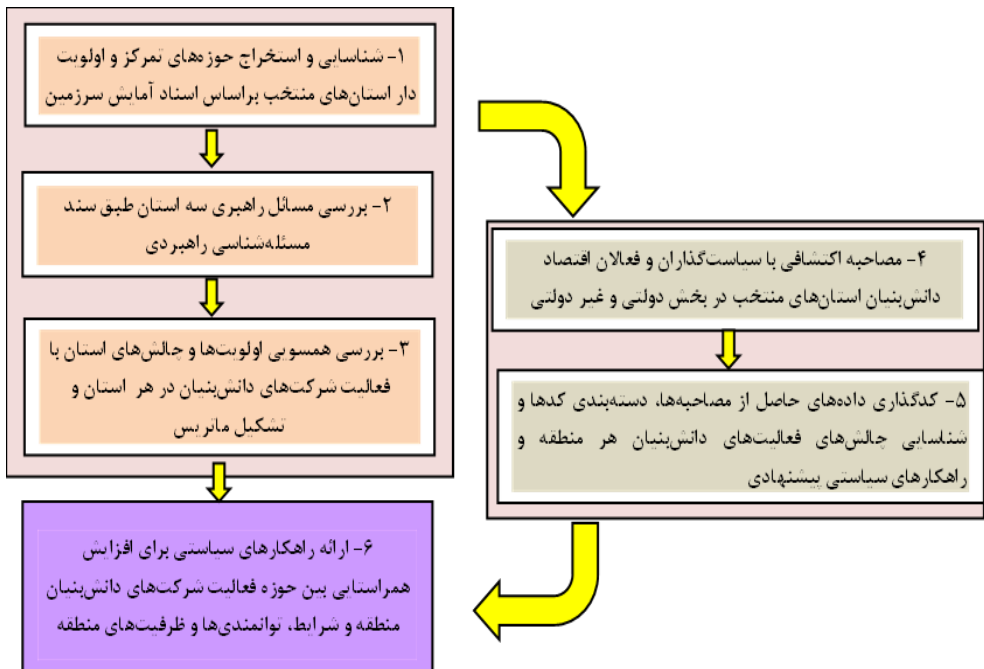 ۱- شناسایی و استخراج حوزه‌های تمرکز و اولویت
دار استان‌های منتخب براساس اسناد آمایش سرزمین
۲- بررسی مسائل راهبری سه استان طبق سند
مسئله‌شناسی راهبردی
۳- بررسی همسویی اولویت‌ها و چالش‌های استان با
فعالیت شرکت‌های دانش‌بنیان در هر استان و
تشکیل ماتریس
۴- مصاحبه اکتشافی با سیاست‌گذاران و فعالان اقتصاد
دانش‌بنیان استان‌های منتخب در بخش دولتی و غیر دولتی
۵- کدگذاری داده‌های حاصل از مصاحبه‌ها، دسته‌بندی کدها و
شناسایی چالش‌های فعالیت‌های دانش‌بنیان هر منطقه و
راهکارهای سیاستی پیشنهادی
۶- ارائه راهکارهای سیاستی برای افزایش
همراستایی بین حوزه فعالیت شرکت‌های دانش‌بنیان
منطقه و شرایط، توانمندی‌ها و ظرفیت‌های منطقه